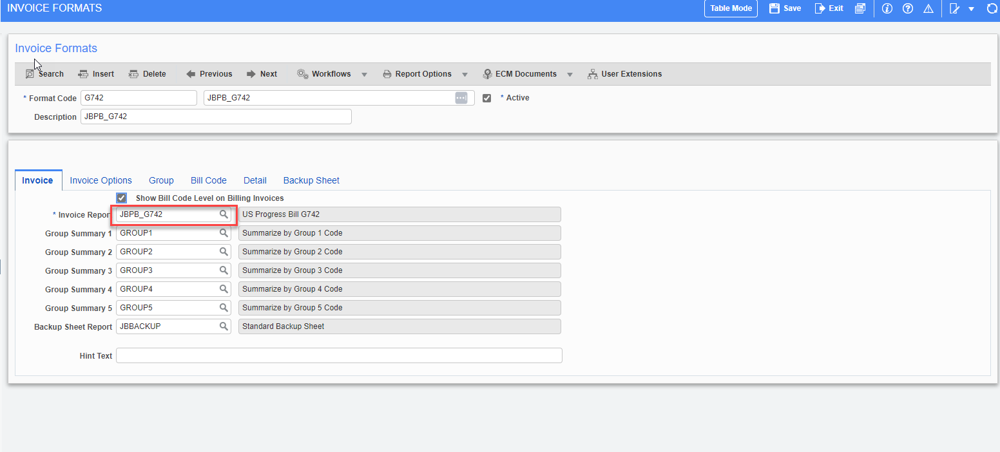 INVOICE FORMATS Table Mode Save Exit
Invoice Formats
Search Insert Delete Previous Next Workflows Report Options ECM Documents User Extensions
* Format Code G742 JBPB_G742 * Active
Description JBPB_G742
Invoice Invoice Options Group Bill Code Detail Backup Sheet
Show Bill Code Level on Billing Invoices
* Invoice Report JBPB_G742 US Progress Bill G742
Group Summary 1 GROUP1 Summarize by Group 1 Code
Group Summary 2 GROUP2 Summarize by Group 2 Code
Group Summary 3 GROUP3 Summarize by Group 3 Code
Group Summary 4 GROUP4 Summarize by Group 4 Code
Group Summary 5 GROUP5 Summarize by Group 5 Code
Backup Sheet Report JBBACKUP Standard Backup Sheet
Hint Text